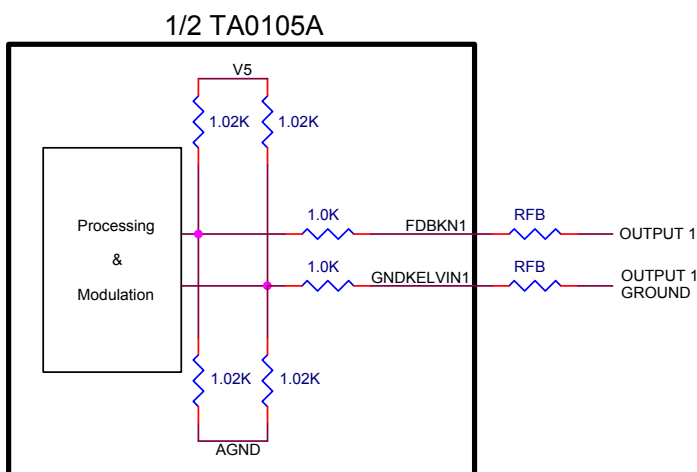 1/2 TA0105A
V5
1.02K 1.02K
Processing
&
Modulation
1.0K FDBKN1 RFB OUTPUT 1
1.0K GNDKELVIN1 RFB OUTPUT 1
GROUND
1.02K 1.02K
AGND